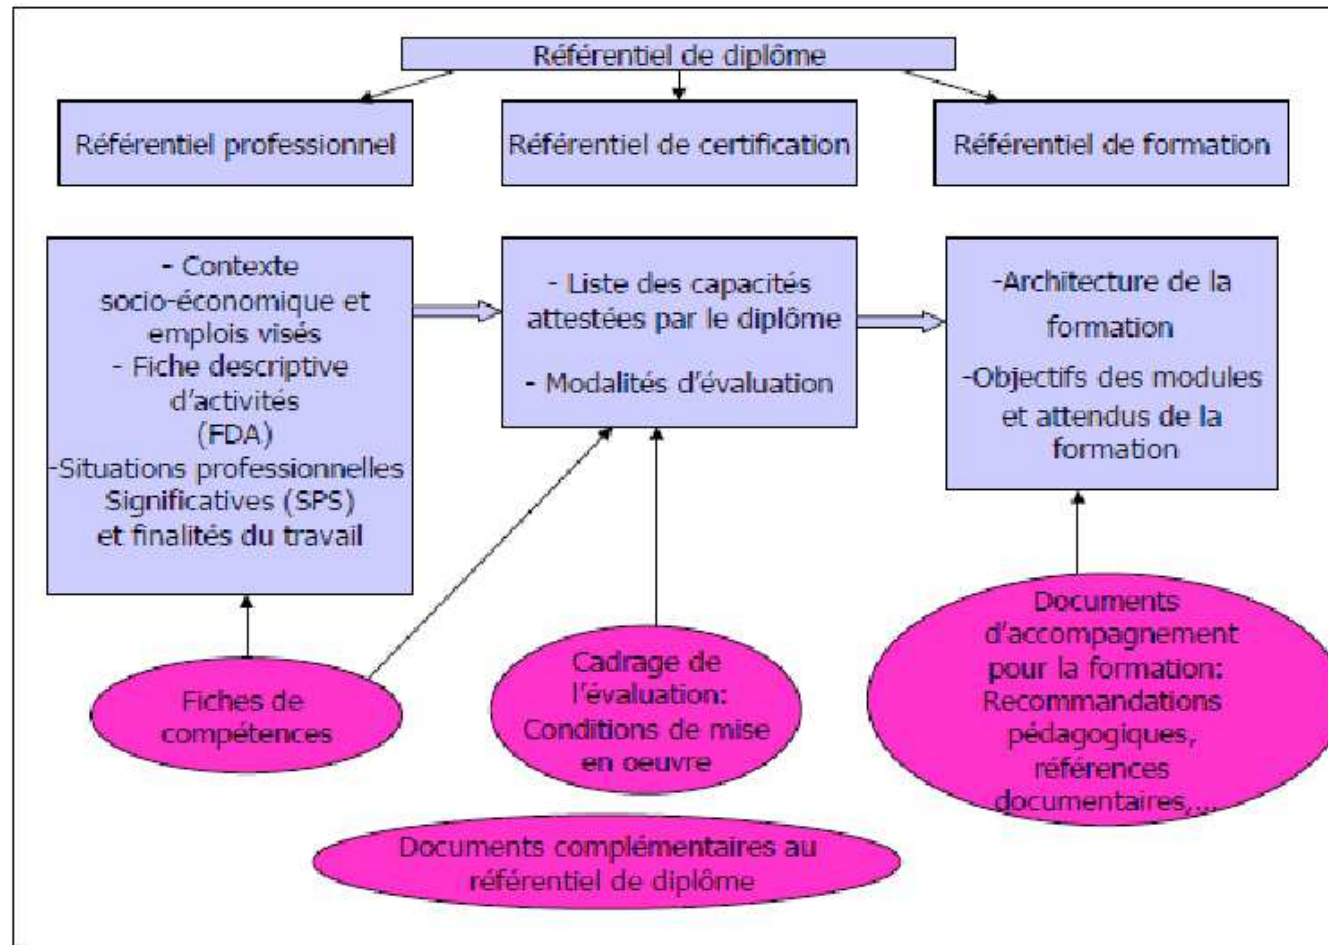 Référentiel de diplôme
Référentiel professionnel
Référentiel de certification
Référentiel de formation
- Contexte
socio-économique et
emplois visés
- Fiche descriptive
d'activités
(FDA)
-Situations professionnelles
Significatives (SPS)
et finalités du travail
- Liste des capacités
attestées par le diplôme
- Modalités d'évaluation
-Architecture de la
formation
-Objectifs des modules
et attendus de la
formation
Fiches de
compétences
Cadrage de
l'évaluation:
Conditions de mise
en oeuvre
Documents
d'accompagnement
pour la formation:
Recommandations
pédagogiques,
références
documentaires,...
Documents complémentaires au
référentiel de diplôme